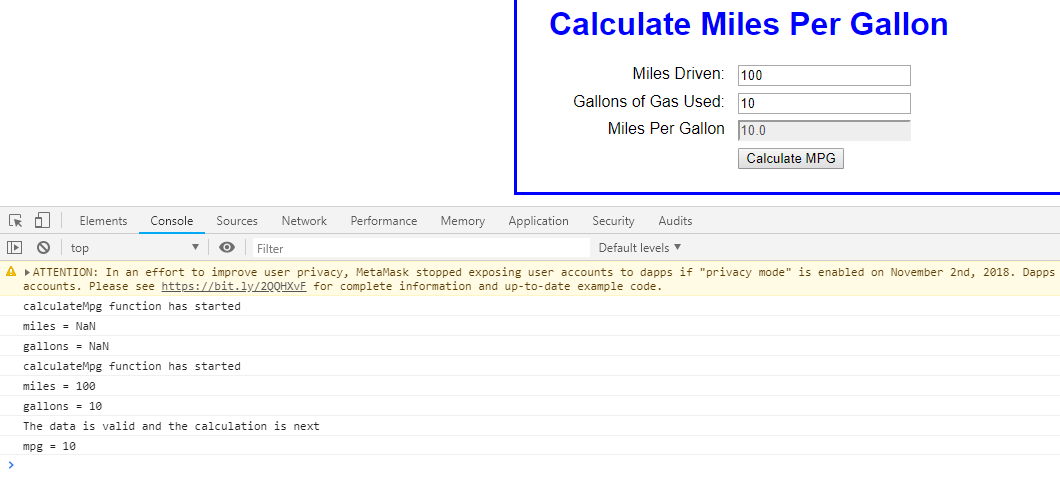 Calculate Miles Per Gallon
Miles Driven: 100
Gallons of Gas Used: 10
Miles Per Gallon 10.0
Calculate MPG
Elements Console Sources Network Performance Memory Application Security Audits
top Filter Default levels
ATTENTION: In an effort to improve user privacy, MetaMask stopped exposing user accounts to dapps if "privacy mode" is enabled on November 2nd, 2018. Dapps
accounts. Please see https://bit.ly/2QQHXvF for complete information and up-to-date example code.
calculateMpg function has started
miles = NaN
gallons = NaN
calculateMpg function has started
miles = 100
gallons = 10
The data is valid and the calculation is next
mpg = 10